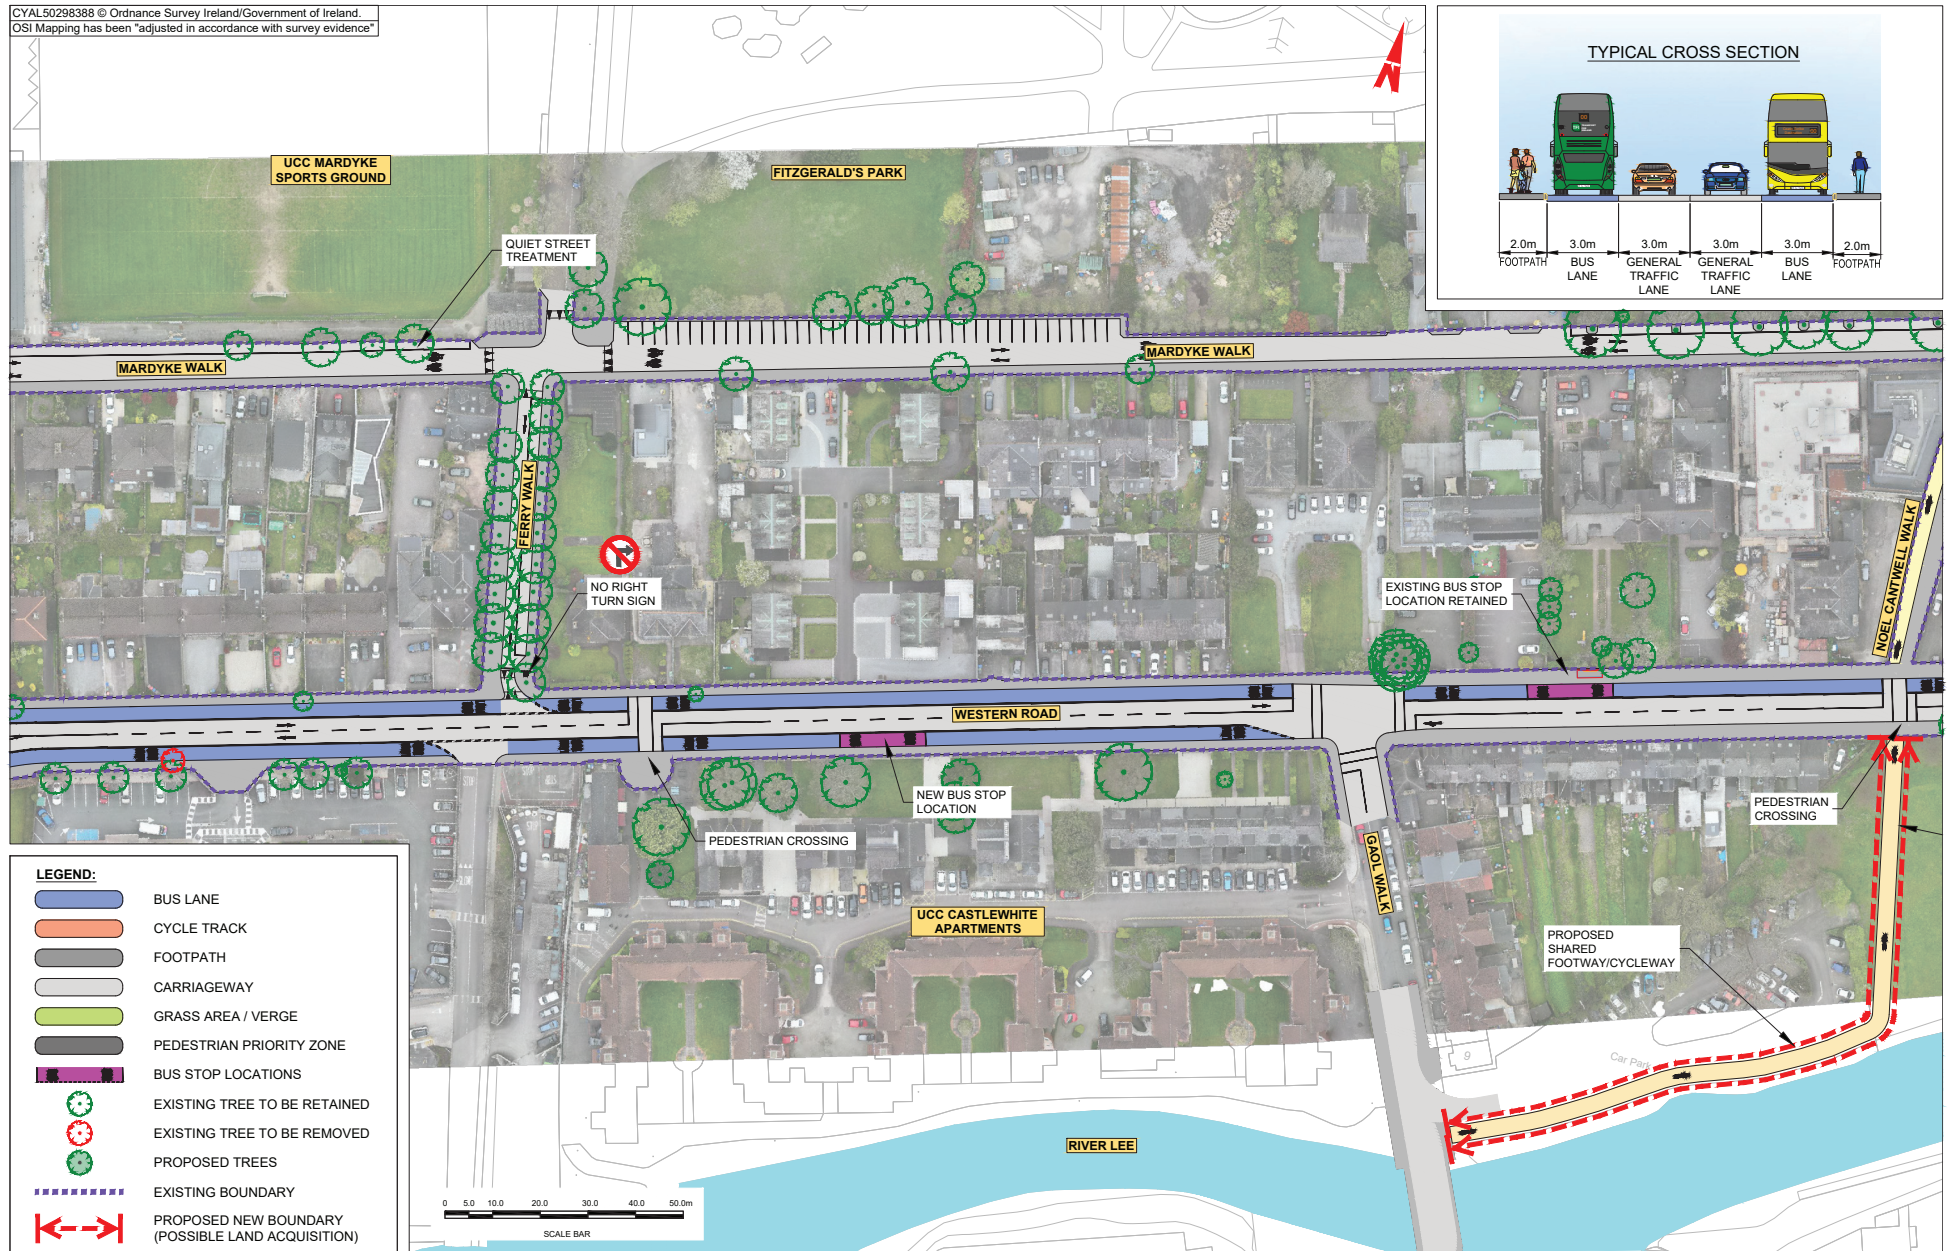 CYAL50298388 © Ordnance Survey Ireland/Government of Ireland.
OSI Mapping has been "adjusted in accordance with survey evidence"
N
TYPICAL CROSS SECTION
2.0m
3.0m
3.0m
3.0m
3.0m
2.0m
FOOTPATH
BUS
LANE
GENERAL
TRAFFIC
LANE
GENERAL
TRAFFIC
LANE
BUS
LANE
FOOTPATH
UCC MARDYKE
SPORTS GROUND
FITZGERALD'S PARK
QUIET STREET
TREATMENT
MARDYKE WALK
MARDYKE WALK
FERRY WALK
NO RIGHT
TURN SIGN
EXISTING BUS STOP
LOCATION RETAINED
NOEL CANTWELL WALK
WESTERN ROAD
NEW BUS STOP
LOCATION
PEDESTRIAN CROSSING
PEDESTRIAN
CROSSING
GAOL WALK
UCC CASTLEWHITE
APARTMENTS
PROPOSED
SHARED
FOOTWAY/CYCLEWAY
9
Car Park
RIVER LEE
LEGEND:
BUS LANE
CYCLE TRACK
FOOTPATH
CARRIAGEWAY
GRASS AREA / VERGE
PEDESTRIAN PRIORITY ZONE
BUS STOP LOCATIONS
EXISTING TREE TO BE RETAINED
EXISTING TREE TO BE REMOVED
PROPOSED TREES
EXISTING BOUNDARY
PROPOSED NEW BOUNDARY
(POSSIBLE LAND ACQUISITION)
0 5.0 10.0 20.0 30.0 40.0 50.0m
SCALE BAR